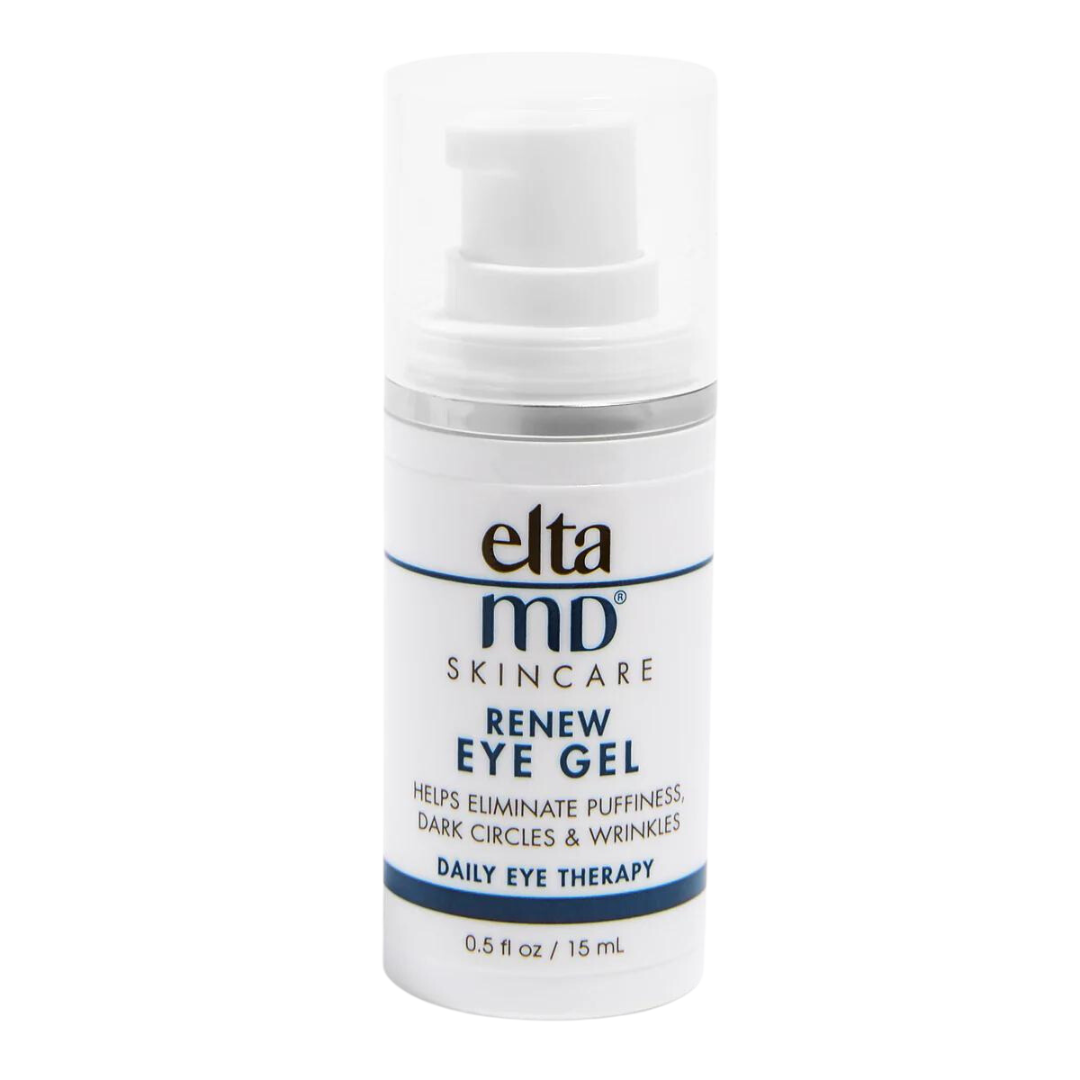 elta
MD®
SKINCARE
RENEW
EYE GEL
HELPS ELIMINATE PUFFINESS,
DARK CIRCLES & WRINKLES
DAILY EYE THERAPY
0.5 fl oz / 15 mL